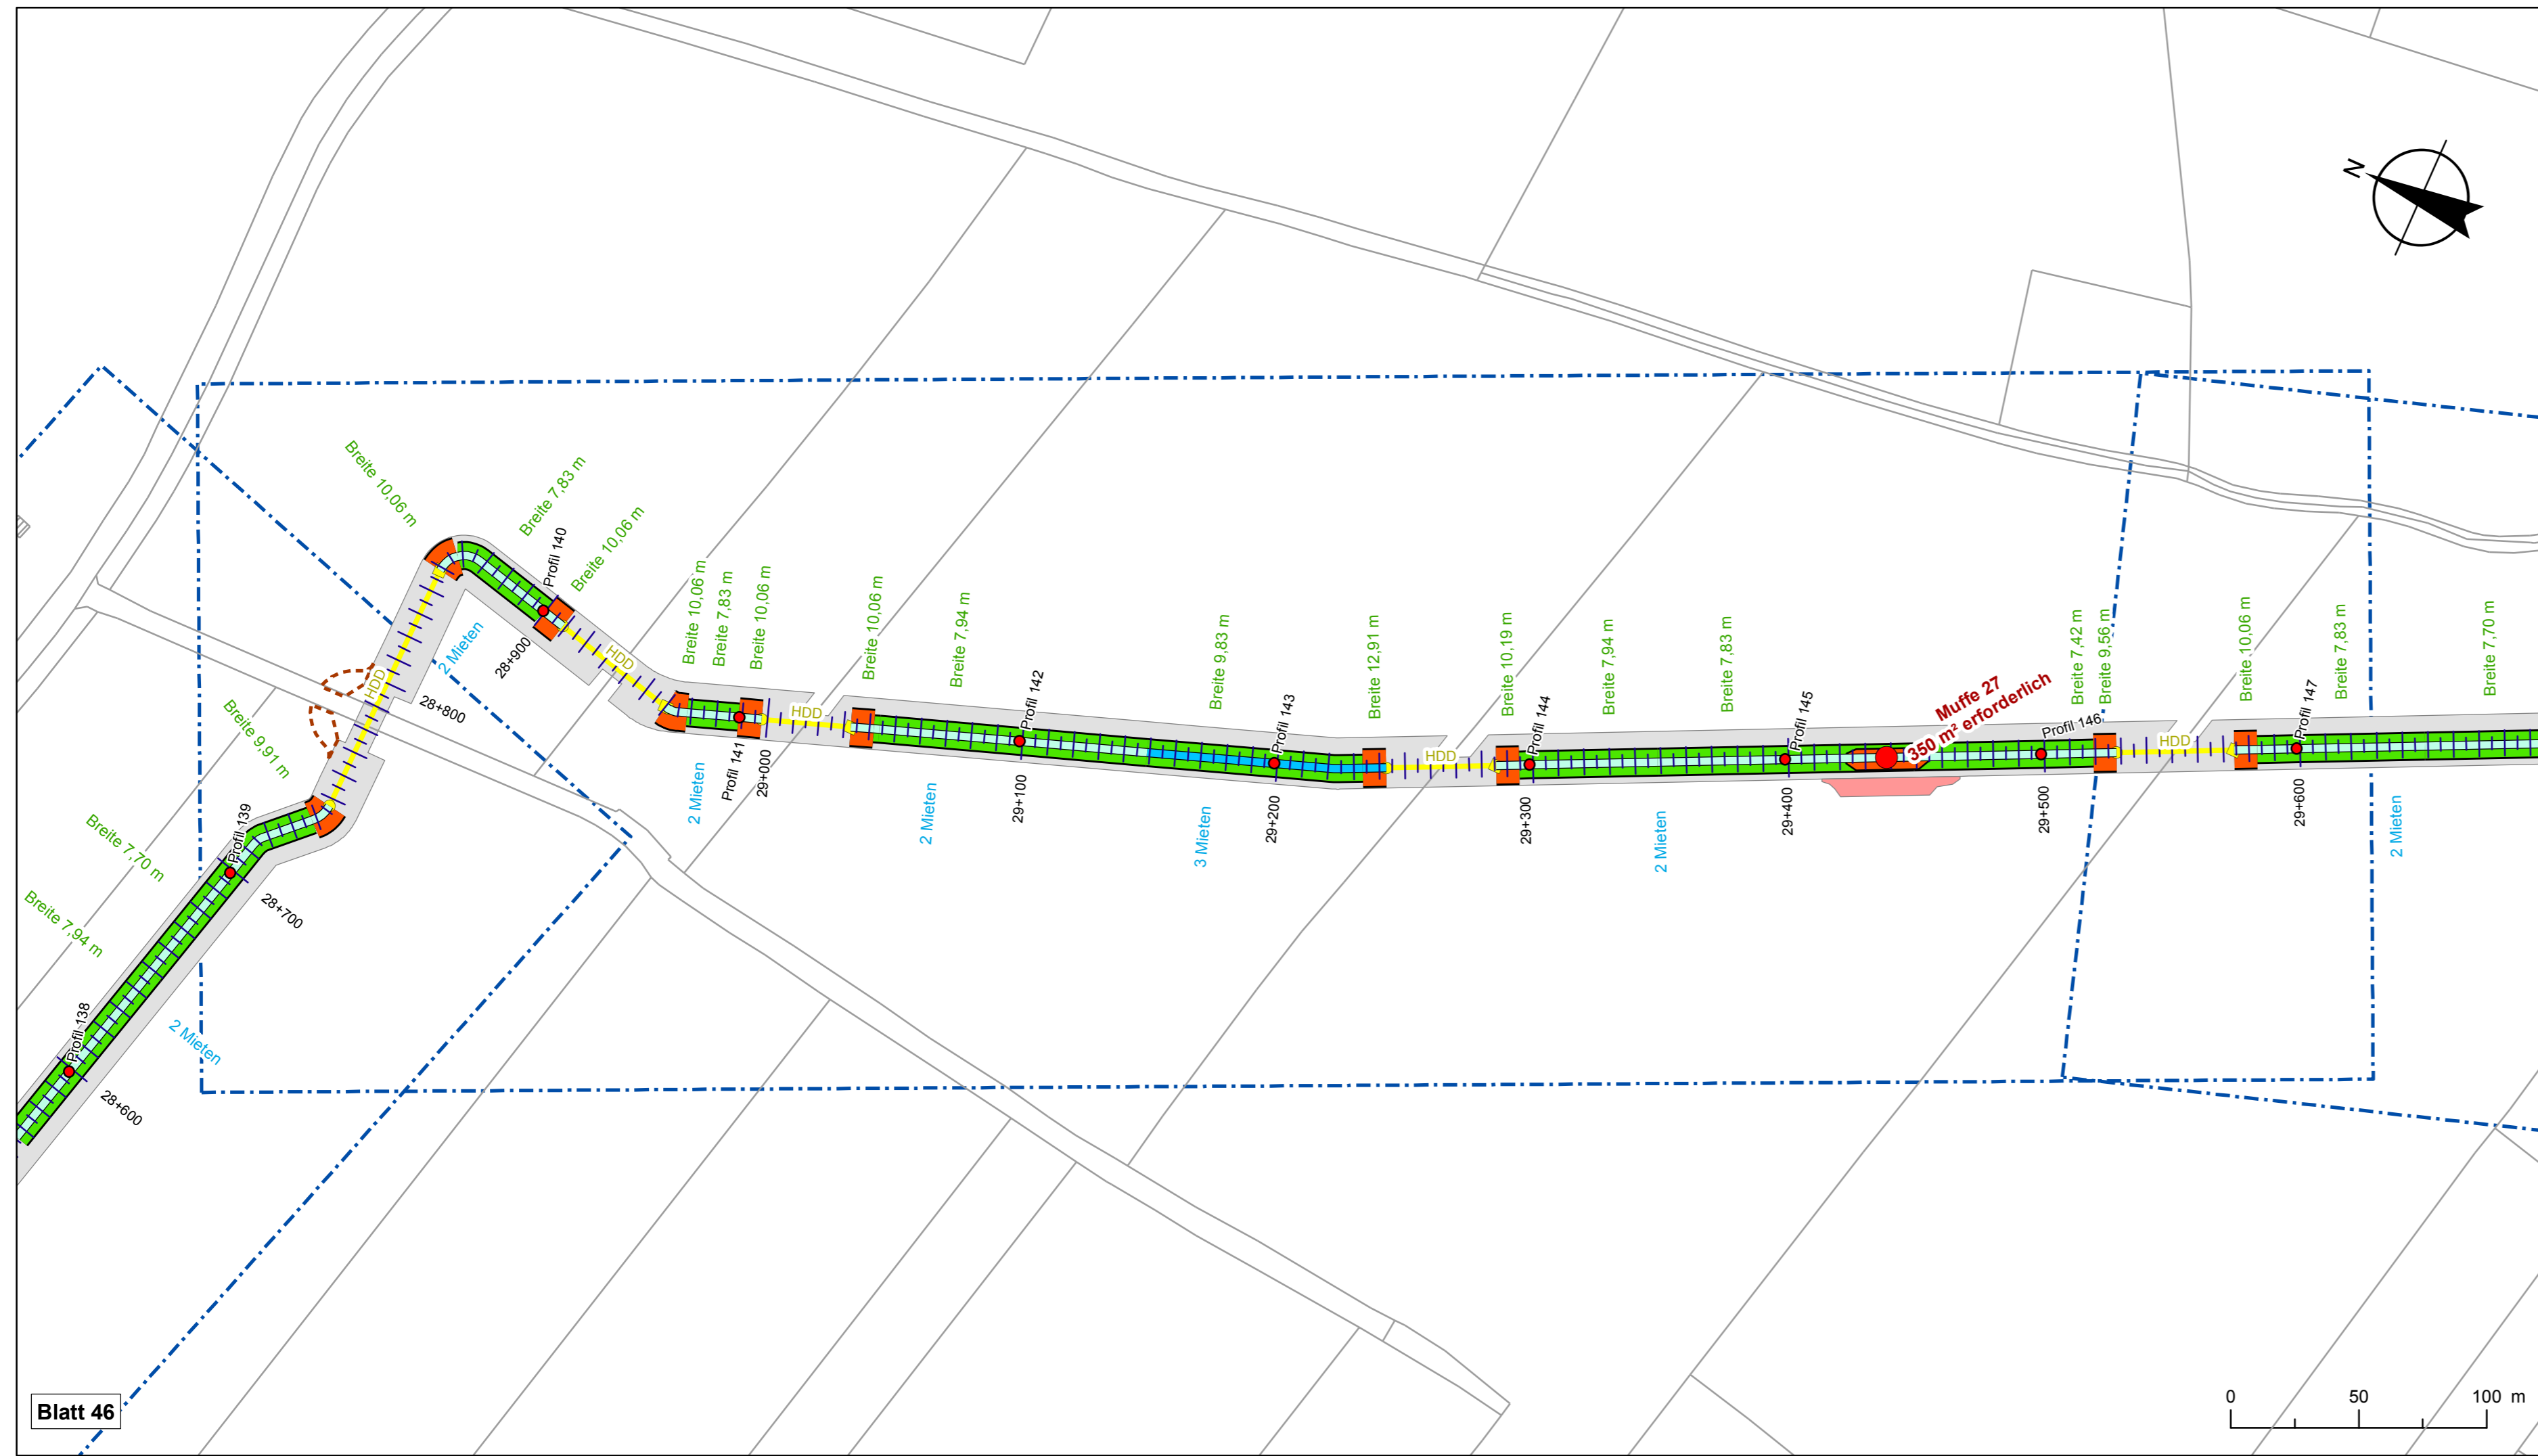 N
Breite 10,06 m
Breite 7,83 m
Profil 140
Breite 10,06 m
28+900
2 Mieten
HDD
HDD
28+800
Breite 9,91 m
Breite 7,70 m
Breite 7,94 m
Profil 139
28+700
Profil 138
28+600
2 Mieten
Breite 10,06 m
Breite 7,83 m
Breite 10,06 m
2 Mieten
Profil 141
29+000
HDD
Breite 10,06 m
Breite 7,94 m
2 Mieten
Profil 142
29+100
Breite 9,83 m
3 Mieten
Profil 143
29+200
Breite 12,91 m
HDD
Breite 10,19 m
Profil 144
29+300
Breite 7,94 m
2 Mieten
Breite 7,83 m
Profil 145
29+400
Muffe 27
350 m² erforderlich
Profil 146
29+500
Breite 7,42 m
Breite 9,56 m
HDD
Breite 10,06 m
Profil 147
29+600
Breite 7,83 m
2 Mieten
Breite 7,70 m
Blatt 46
0 50 100 m